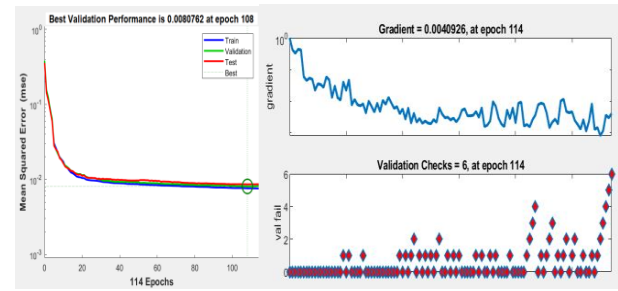 Best Validation Performance is 0.0080762 at epoch 108
Mean Squared Error (mse)
10^0
10^-1
10^-2
10^-3
Train
Validation
Test
Best
0 20 40 60 80 100
114 Epochs
Gradient = 0.0040926, at epoch 114
gradient
10^0
Validation Checks = 6, at epoch 114
val fail
6
4
2
0